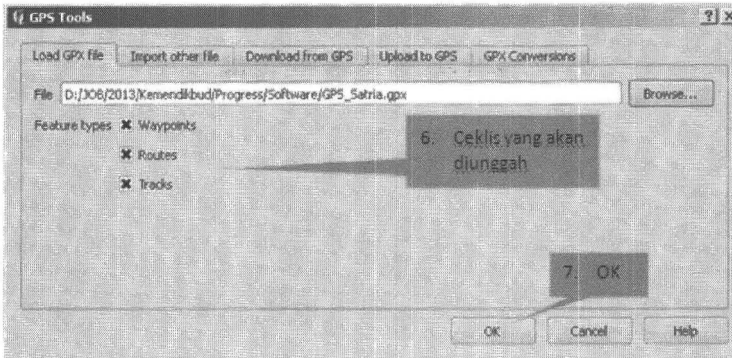 GPS Tools
Load GPX file Import other file Download from GPS Upload to GPS GPX Conversions
File D:/JOB/2013/Kemendikbud/Progress/Software/GPS_Satria.gpx Browse...
Feature types Waypoints
Routes
Tracks
6. Ceklis yang akan
diunggah
7. OK
OK Cancel Help